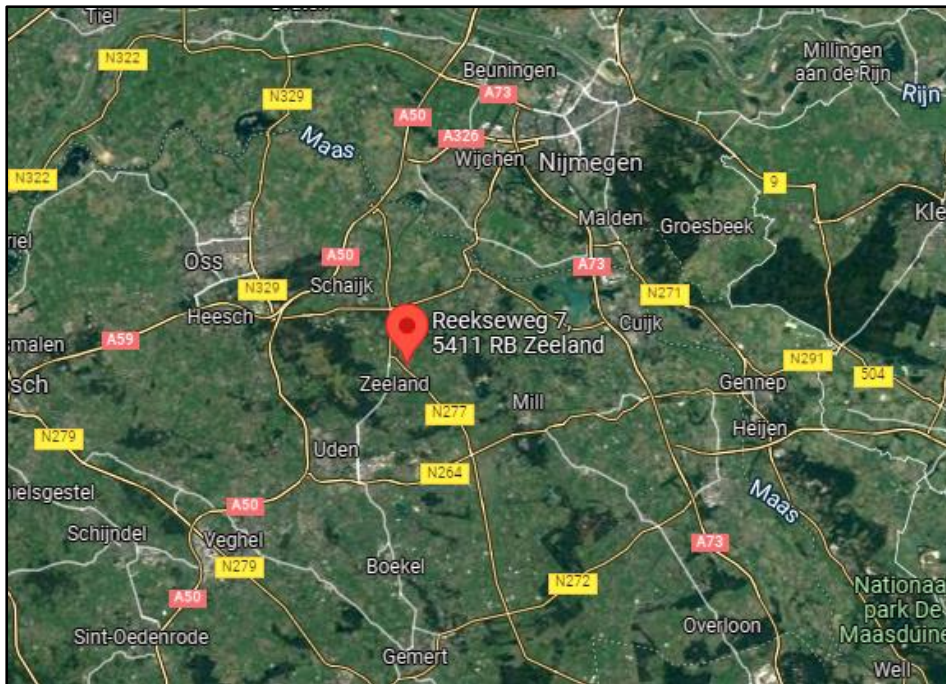 Tiel
N322
Beuningen
Millingen
aan de Rijn
A73
Rijn
N329
A50
Maas
A326
Wijchen
Nijmegen
N322
9
Kle
Malden
Groesbeek
riel
Oss
A50
A73
N329
Schaijk
N271
Heesch
Reekseweg 7,
5411 RB Zeeland
Cuijk
A59
smalen
N291
504
sch
Zeeland
Gennep
Mill
N277
Heijen
N279
Uden
N264
nielsgestel
Maas
A50
Schijndel
Veghel
A73
N279
Boekel
N272
Nationaa
park De
Maasduine
A50
Overloon
Sint-Oedenrode
Gemert
Well